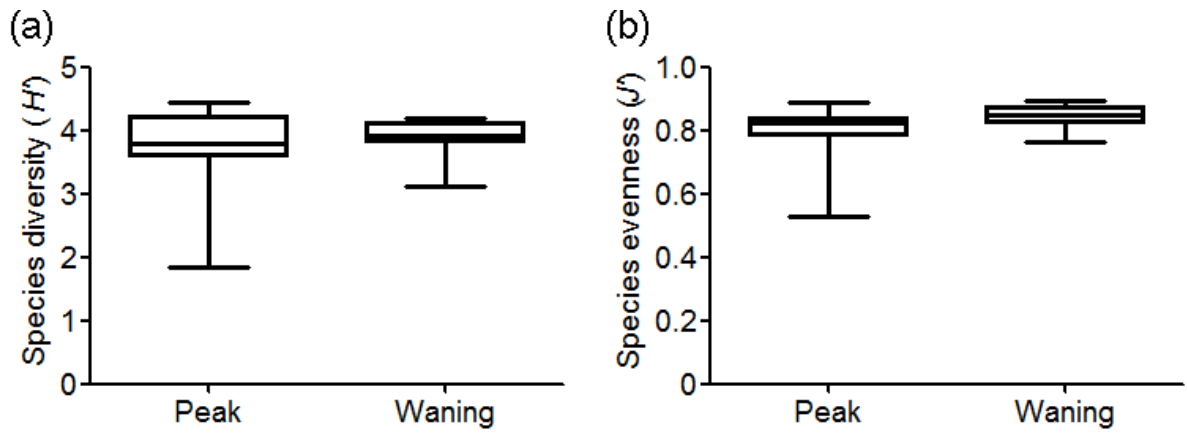 (a)
Species diversity (H')
5
4
3
2
1
0
Peak
Waning
(b)
Species evenness (J')
1.0
0.8
0.6
0.4
0.2
0
Peak
Waning